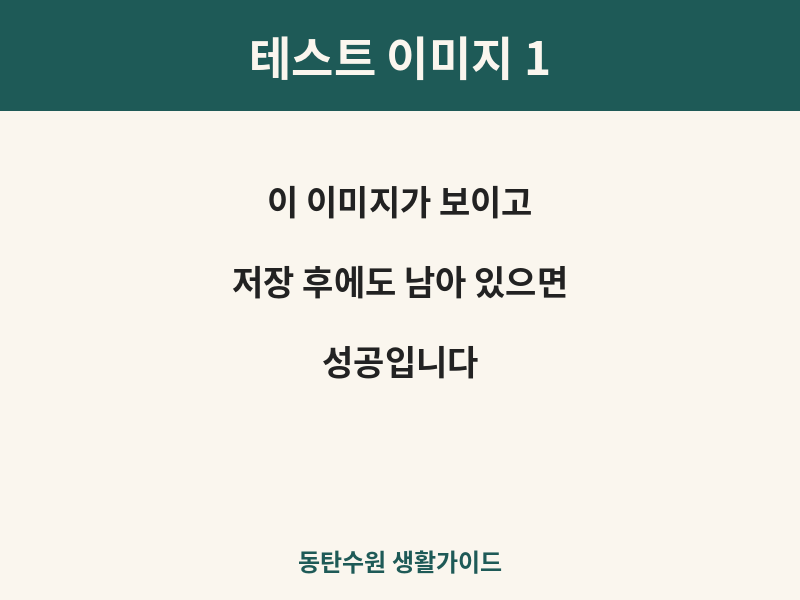 테스트 이미지 1
이 이미지가 보이고
저장 후에도 남아 있으면
성공입니다
동탄수원 생활가이드